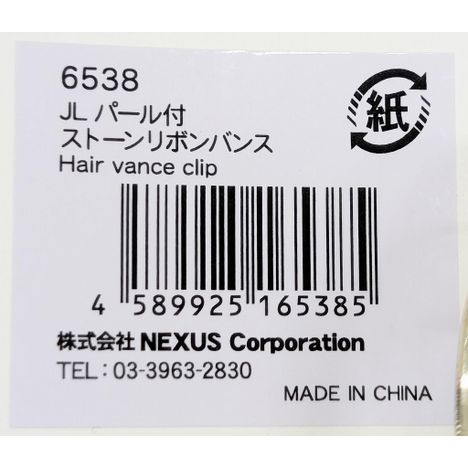 6538
JL パール付
ストーンリボンバンス
Hair vance clip
紙
4 589925 165385
株式会社 NEXUS Corporation
TEL：03-3963-2830
MADE IN CHINA